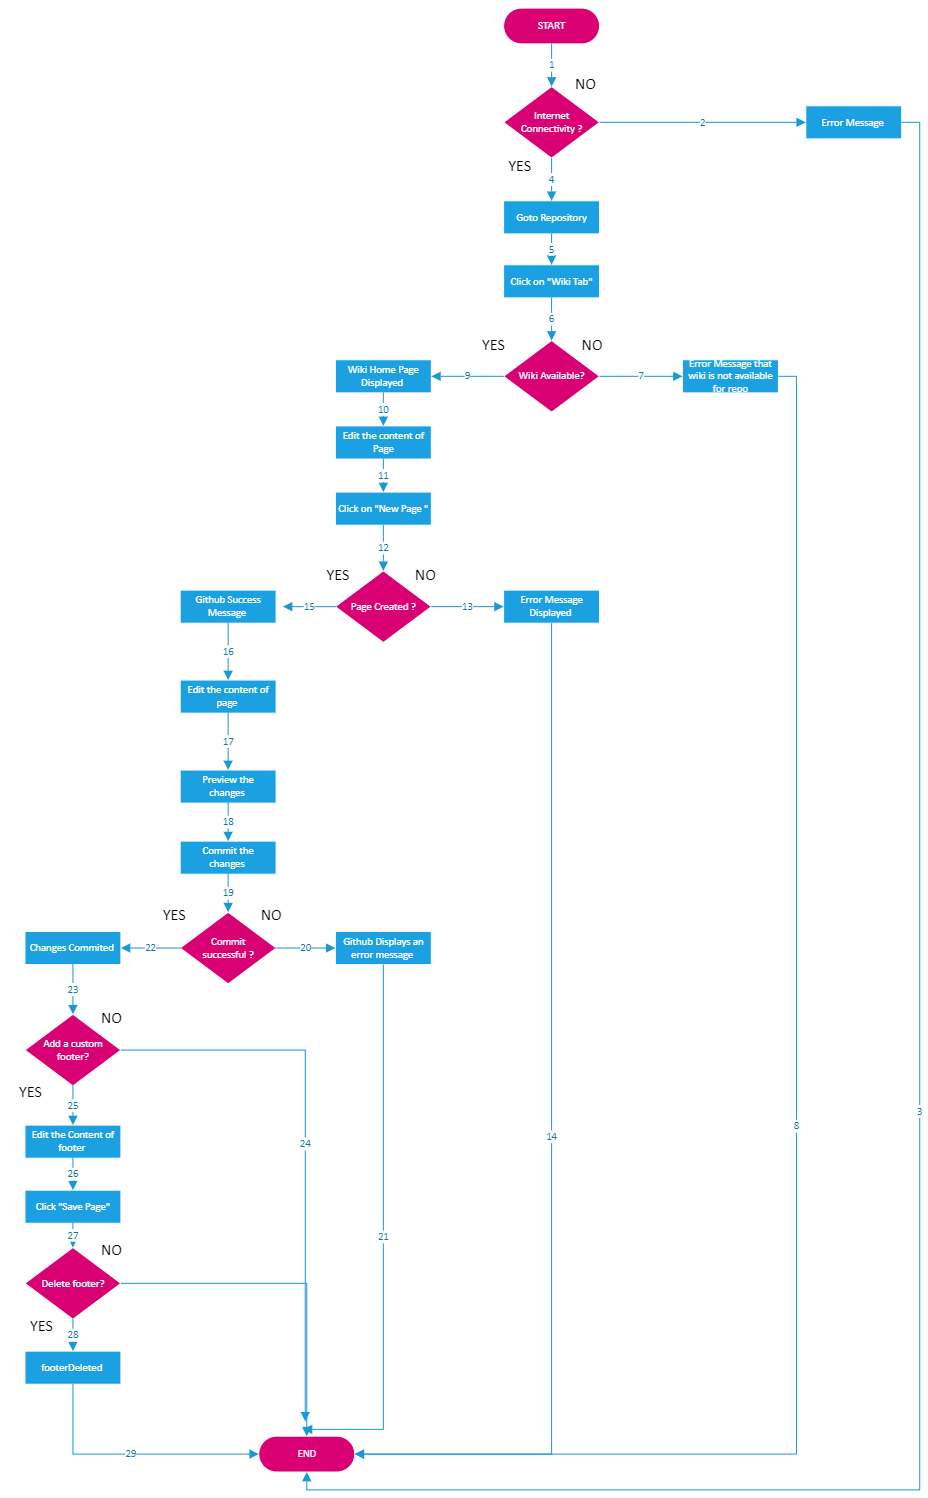 START
1
NO
Internet
Connectivity ?
2
Error Message
YES
4
Goto Repository
5
Click on "Wiki Tab"
6
YES
NO
Wiki Home Page
Displayed
9
Wiki Available?
7
Error Message that
wiki is not available
for repo
10
Edit the content of
Page
11
Click on "New Page "
12
YES
NO
Github Success
Message
15
Page Created ?
13
Error Message
Displayed
16
Edit the content of
page
17
Preview the
changes
18
Commit the
changes
19
YES
NO
Changes Commited
22
Commit
successful ?
20
Github Displays an
error message
23
NO
Add a custom
footer?
YES
25
3
8
Edit the Content of
footer
24
14
26
Click "Save Page"
27
21
NO
Delete footer?
YES
28
footerDeleted
29
END